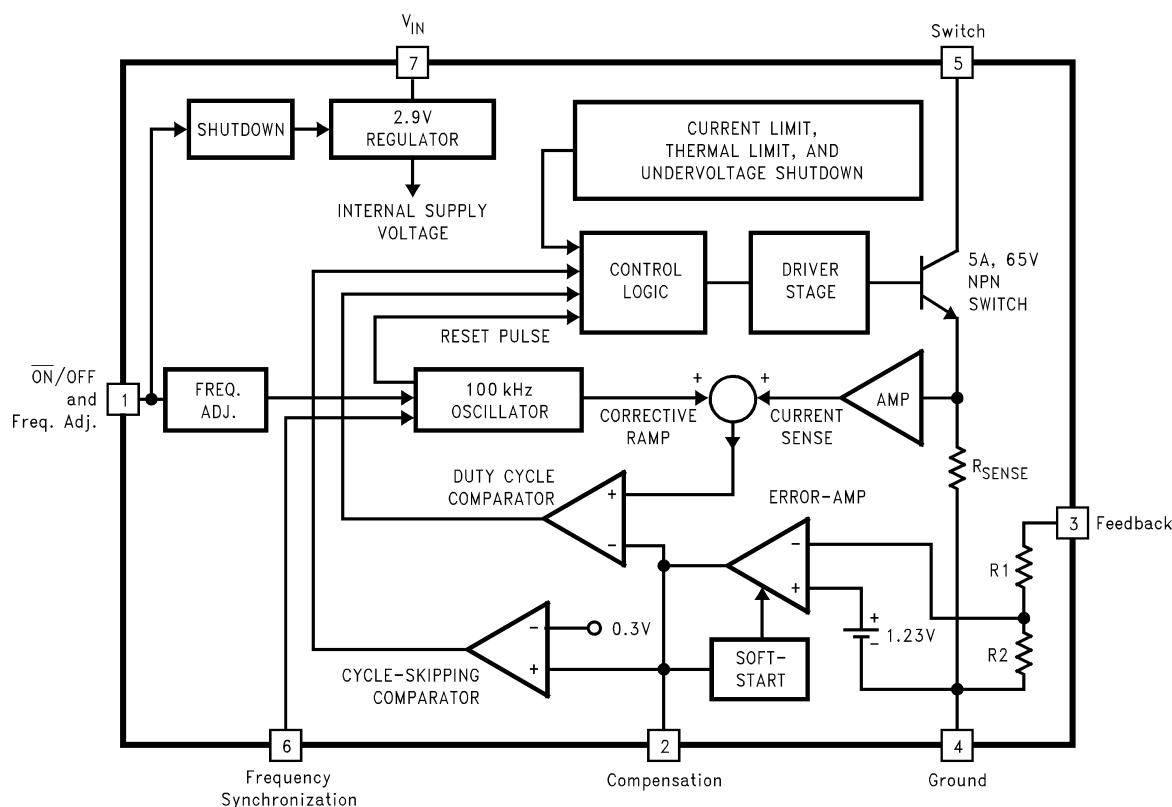 V_IN
Switch
7
5
SHUTDOWN
2.9V
REGULATOR
CURRENT LIMIT,
THERMAL LIMIT, AND
UNDERVOLTAGE SHUTDOWN
INTERNAL SUPPLY
VOLTAGE
CONTROL
LOGIC
DRIVER
STAGE
5A, 65V
NPN
SWITCH
RESET PULSE
O̅N̅/OFF
and
Freq. Adj.
1
FREQ.
ADJ.
100 kHz
OSCILLATOR
+
+
AMP
CORRECTIVE
RAMP
CURRENT
SENSE
R_SENSE
DUTY CYCLE
COMPARATOR
+
-
ERROR-AMP
-
+
3
Feedback
R1
+
1.23V
-
R2
-
0.3V
+
CYCLE-SKIPPING
COMPARATOR
SOFT-
START
6
2
4
Frequency
Synchronization
Compensation
Ground